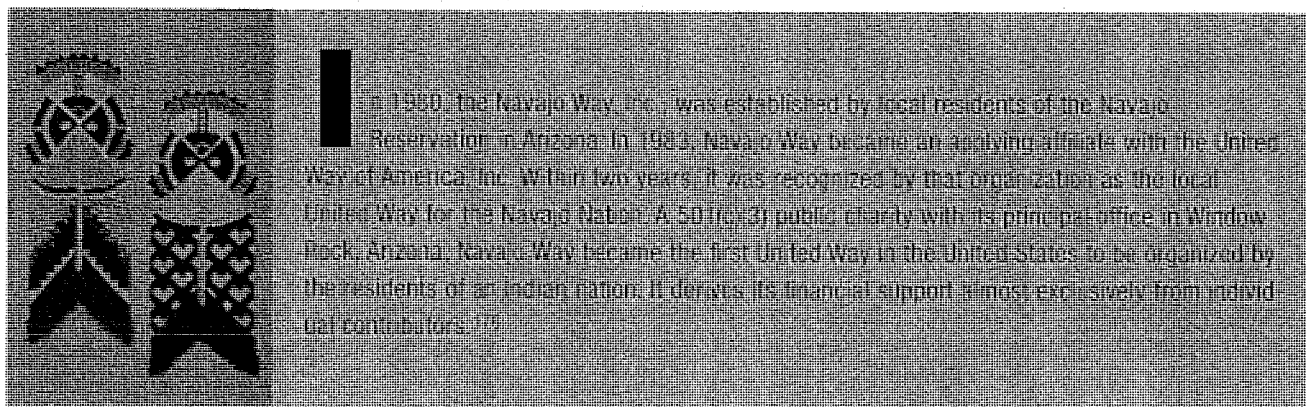 In 1980, the Navajo Way, Inc., was established by local residents of the Navajo
Reservation in Arizona. In 1983, Navajo Way became an applying affiliate with the United
Way of America, Inc. Within two years, it was recognized by that organization as the local
United Way for the Navajo Nation. A 501(c)(3) public charity with its principal office in Window
Rock, Arizona, Navajo Way became the first United Way in the United States to be organized by
the residents of an Indian nation. It derives its financial support almost exclusively from individ-
ual contributors.